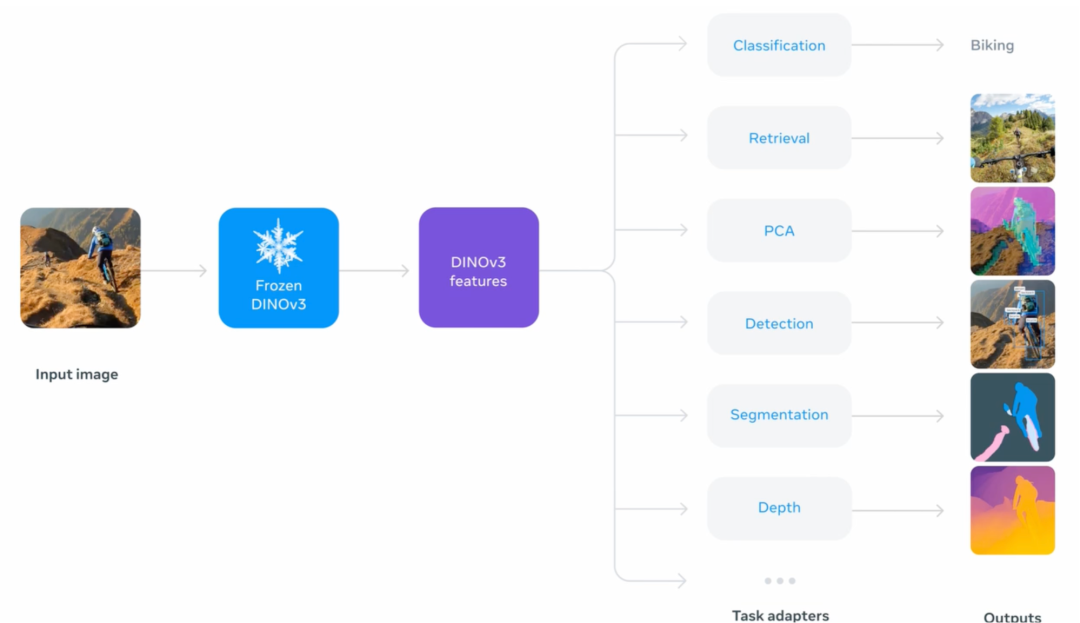 Classification
Biking
Retrieval
PCA
Frozen
DINOv3
DINOv3
features
Detection
Input image
Segmentation
Depth
Task adapters
Outputs